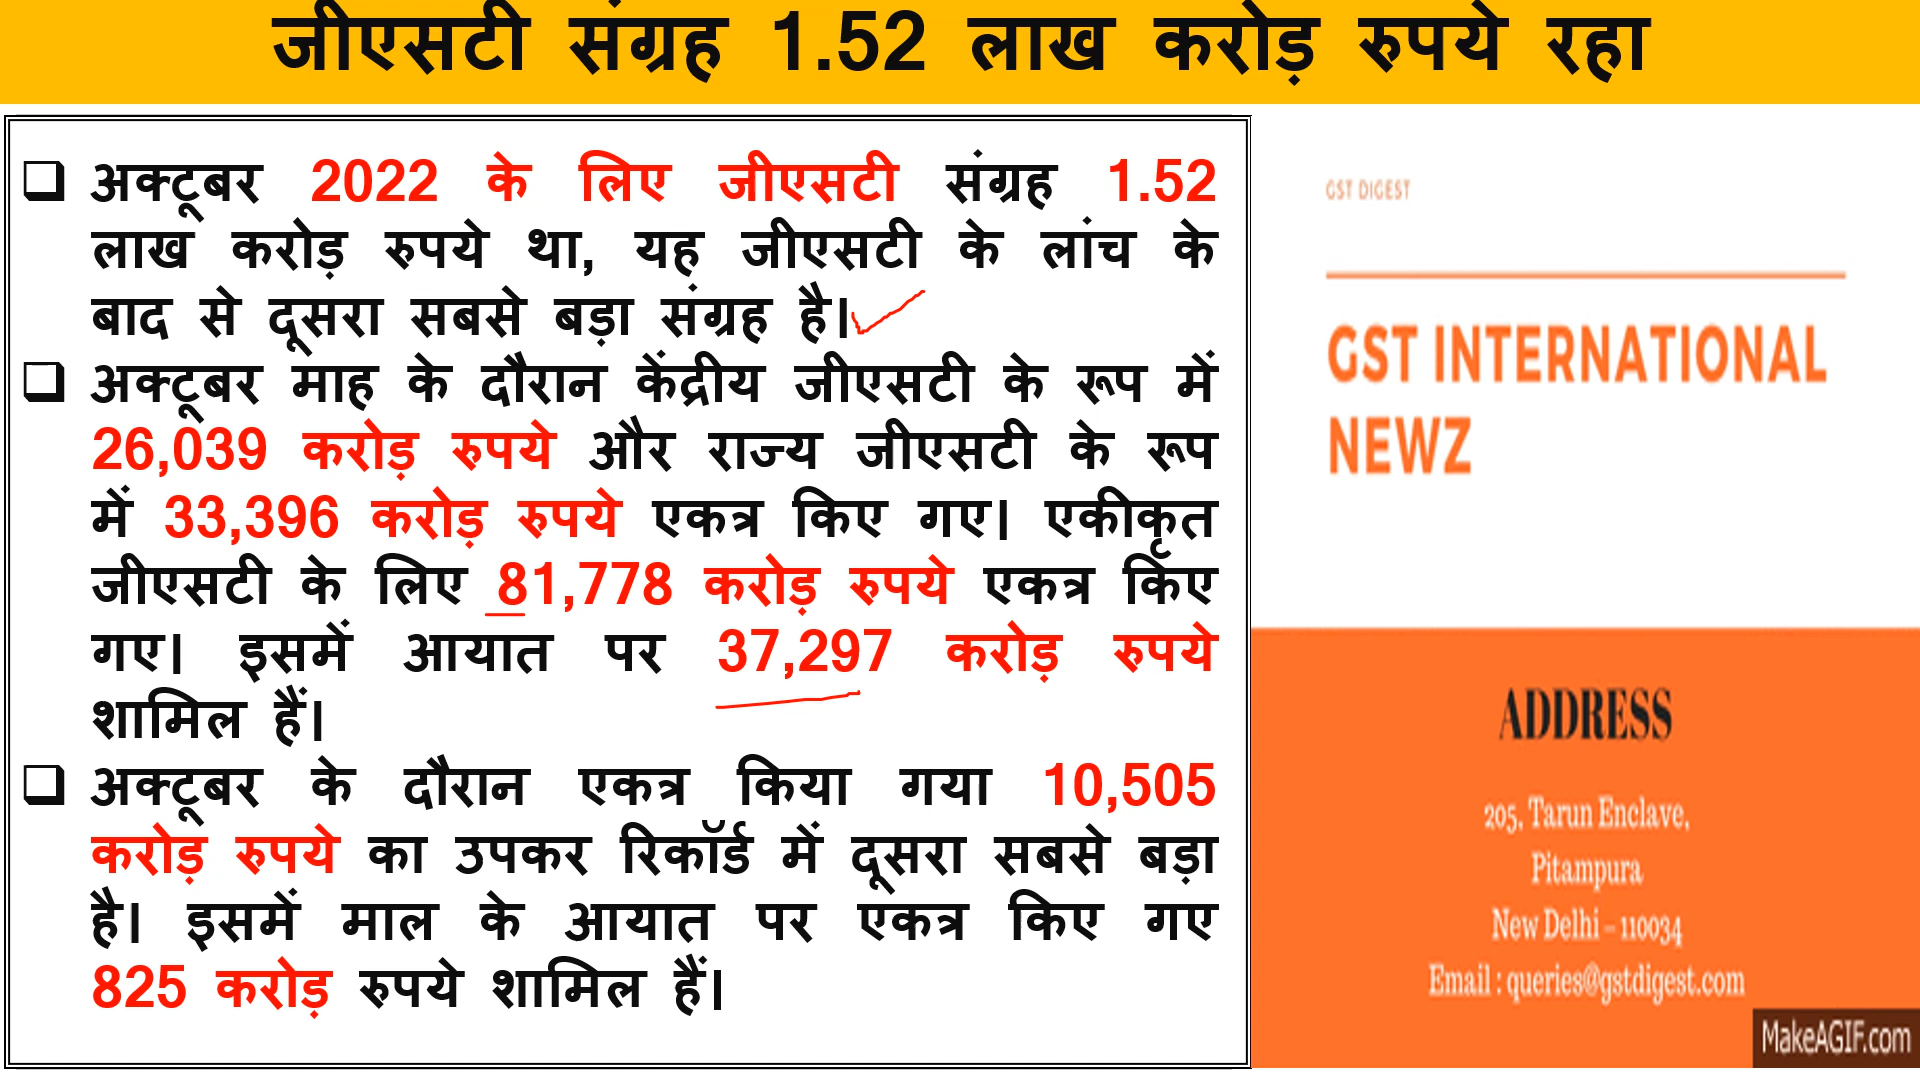 जीएसटी संग्रह 1.52 लाख करोड़ रुपये रहा
अक्टूबर 2022 के लिए जीएसटी संग्रह 1.52
लाख करोड़ रुपये था, यह जीएसटी के लांच के
बाद से दूसरा सबसे बड़ा संग्रह है।
अक्टूबर माह के दौरान केंद्रीय जीएसटी के रूप में
26,039 करोड़ रुपये और राज्य जीएसटी के रूप
में 33,396 करोड़ रुपये एकत्र किए गए। एकीकृत
जीएसटी के लिए 81,778 करोड़ रुपये एकत्र किए
गए। इसमें आयात पर 37,297 करोड़ रुपये
शामिल हैं।
अक्टूबर के दौरान एकत्र किया गया 10,505
करोड़ रुपये का उपकर रिकॉर्ड में दूसरा सबसे बड़ा
है। इसमें माल के आयात पर एकत्र किए गए
825 करोड़ रुपये शामिल हैं।
GST DIGEST
GST INTERNATIONAL
NEWZ
ADDRESS
205, Tarun Enclave,
Pitampura
New Delhi – 110034
Email : queries@gstdigest.com
MakeAGIF.com